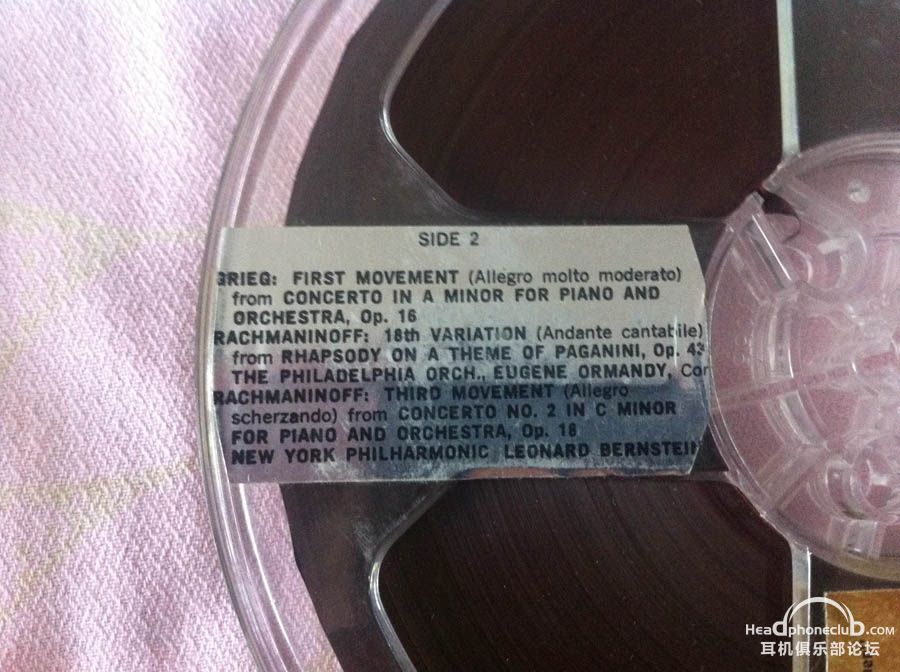 SIDE 2
GRIEG: FIRST MOVEMENT (Allegro molto moderato)
from CONCERTO IN A MINOR FOR PIANO AND
ORCHESTRA, Op. 16
RACHMANINOFF: 18th VARIATION (Andante cantabile)
from RHAPSODY ON A THEME OF PAGANINI, Op. 43
THE PHILADELPHIA ORCH., EUGENE ORMANDY, Con
RACHMANINOFF: THIRD MOVEMENT (Allegro
scherzando) from CONCERTO NO. 2 IN C MINOR
FOR PIANO AND ORCHESTRA, Op. 18
NEW YORK PHILHARMONIC LEONARD BERNSTEIN
Headphoneclub.com
耳机俱乐部论坛